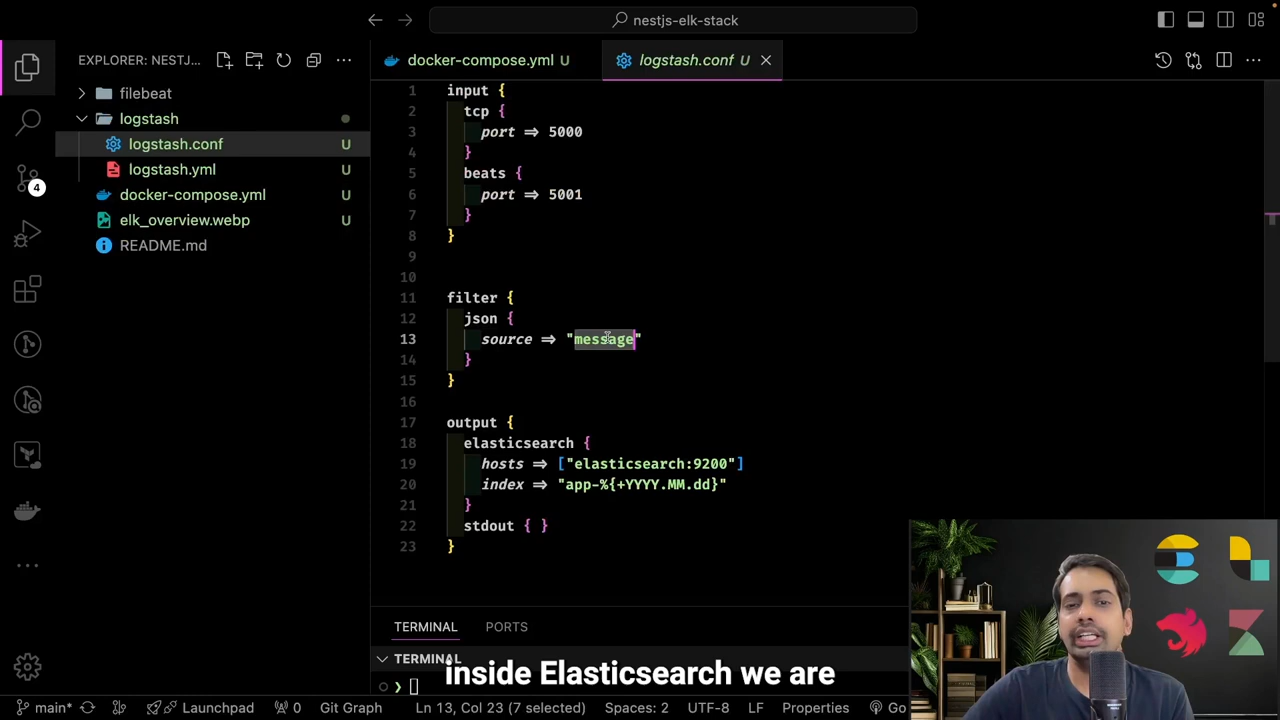 nestjs-elk-stack
EXPLORER: NESTJ...
docker-compose.yml U
logstash.conf U
filebeat
logstash
logstash.conf U
logstash.yml U
docker-compose.yml U
elk_overview.webp U
README.md
4
1 input {
2 tcp {
3 port => 5000
4 }
5 beats {
6 port => 5001
7 }
8 }
9
10
11 filter {
12 json {
13 source => "message"
14 }
15 }
16
17 output {
18 elasticsearch {
19 hosts => ["elasticsearch:9200"]
20 index => "app-%{+YYYY.MM.dd}"
21 }
22 stdout { }
23 }
TERMINAL PORTS
TERMINAL
inside Elasticsearch we are
main* Launchpad 0 Git Graph Ln 13, Col 23 (7 selected) Spaces: 2 UTF-8 LF Properties Go